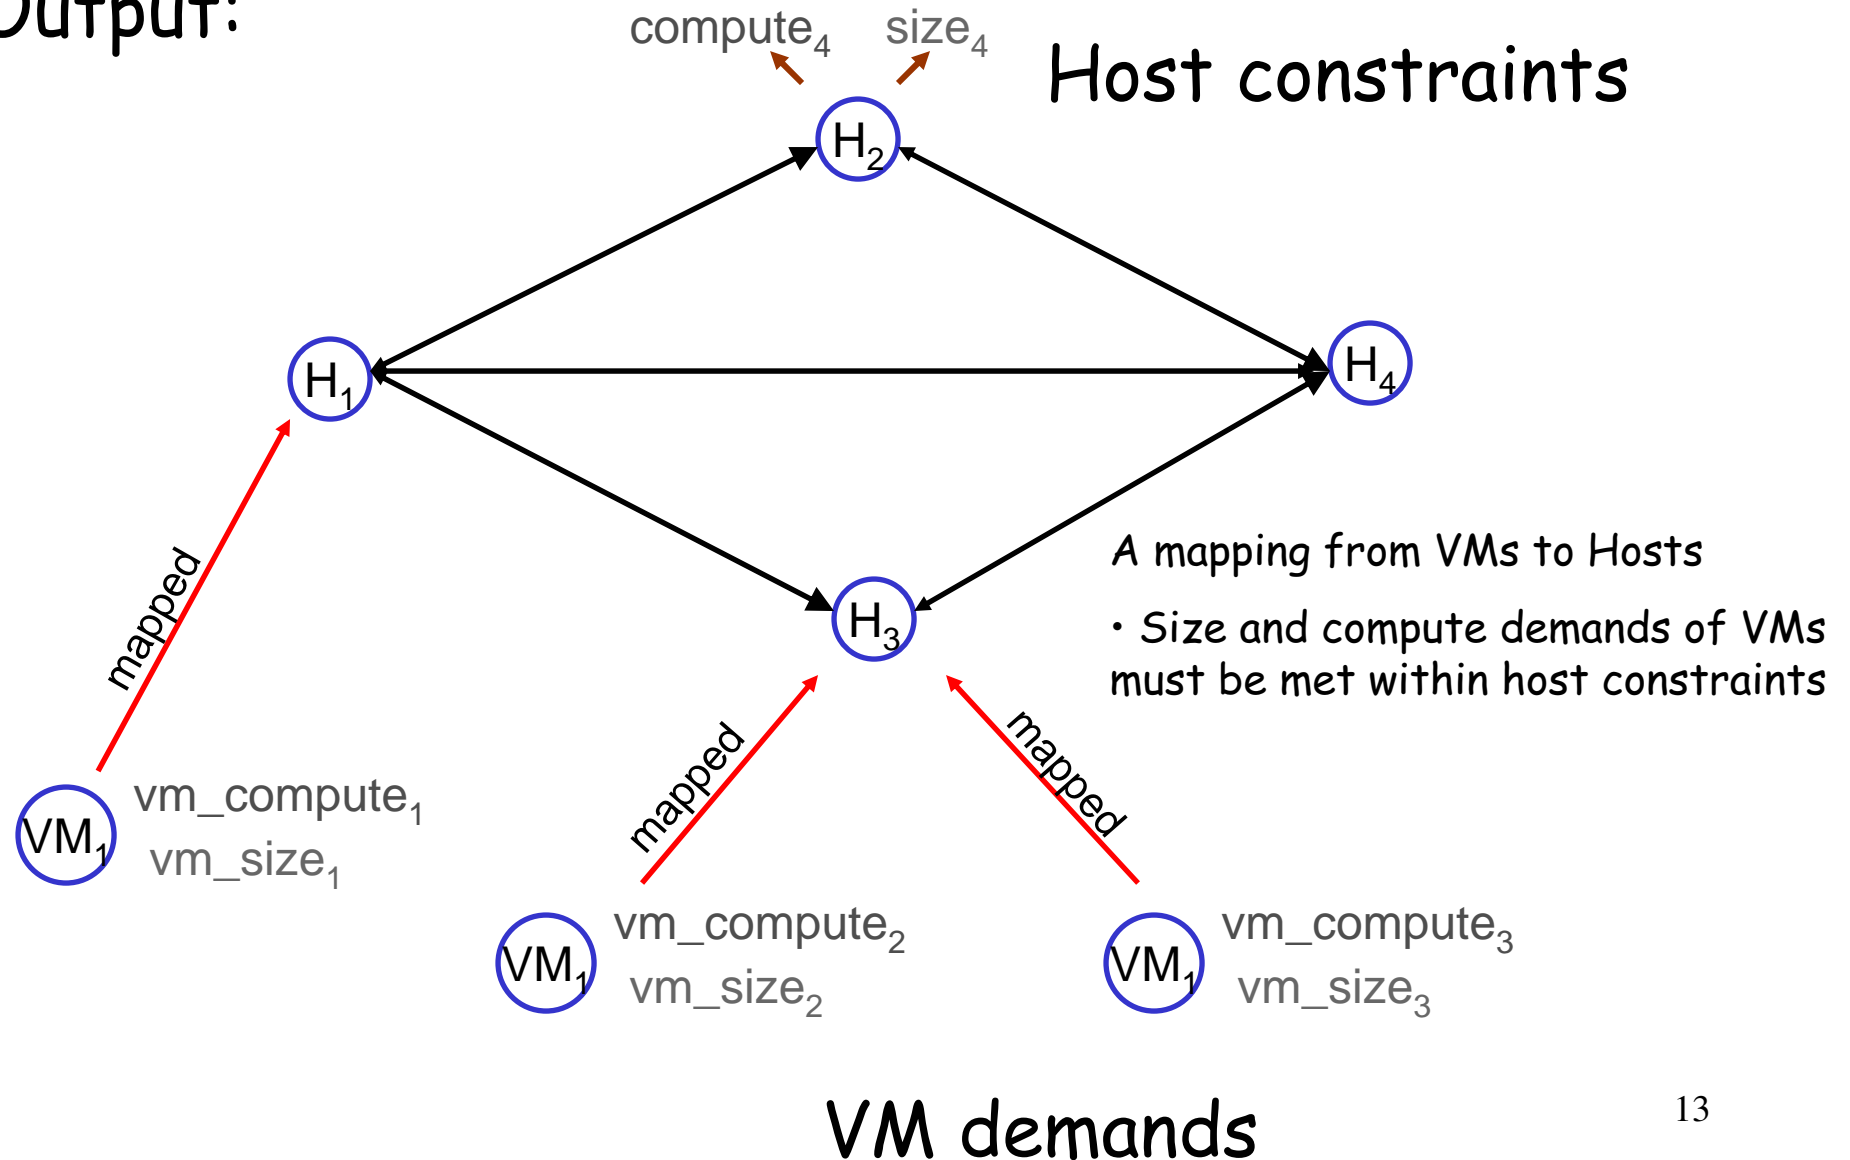 Output:
compute₄ size₄
Host constraints
H₂
H₁
H₄
A mapping from VMs to Hosts
mapped
• Size and compute demands of VMs
must be met within host constraints
H₃
mapped
mapped
vm_compute₁
VM₁
vm_size₁
vm_compute₂
VM₁
vm_size₂
vm_compute₃
VM₁
vm_size₃
VM demands
13